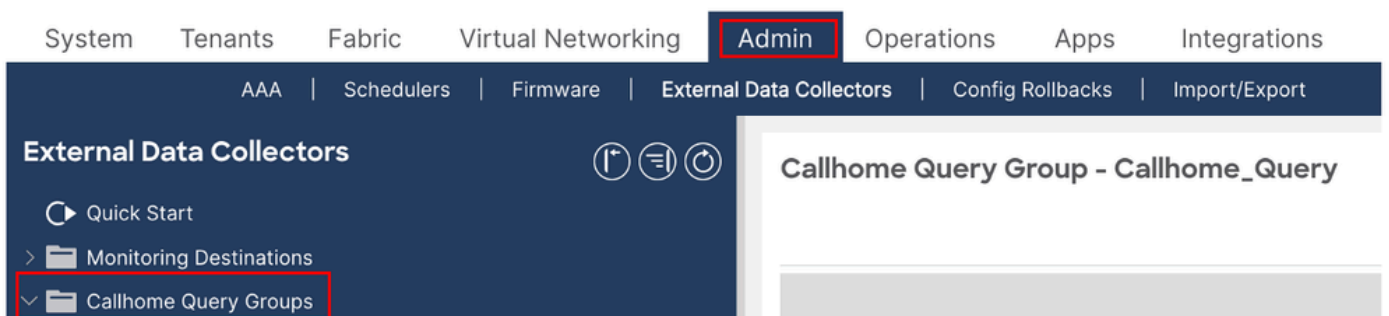 System Tenants Fabric Virtual Networking Admin Operations Apps Integrations
AAA | Schedulers | Firmware | External Data Collectors | Config Rollbacks | Import/Export
External Data Collectors
Callhome Query Group - Callhome_Query
Quick Start
Monitoring Destinations
Callhome Query Groups